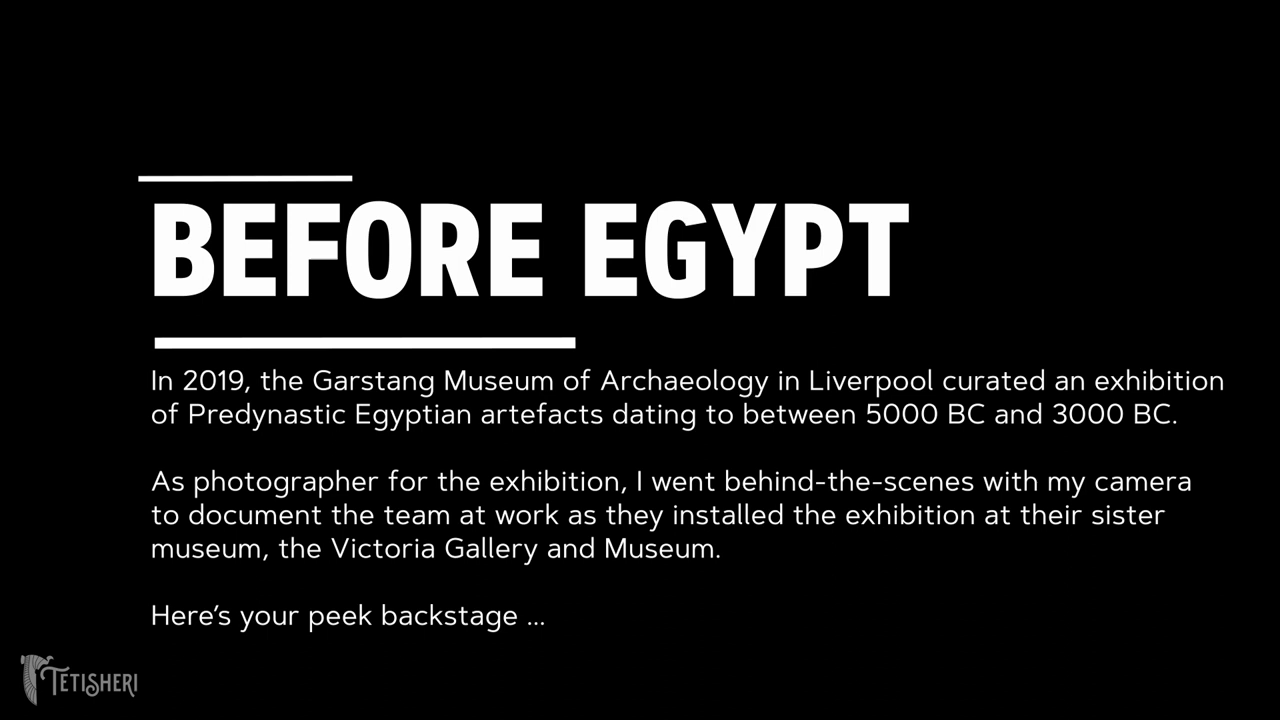 BEFORE EGYPT
In 2019, the Garstang Museum of Archaeology in Liverpool curated an exhibition
of Predynastic Egyptian artefacts dating to between 5000 BC and 3000 BC.
As photographer for the exhibition, I went behind-the-scenes with my camera
to document the team at work as they installed the exhibition at their sister
museum, the Victoria Gallery and Museum.
Here’s your peek backstage ...
TETISHERI